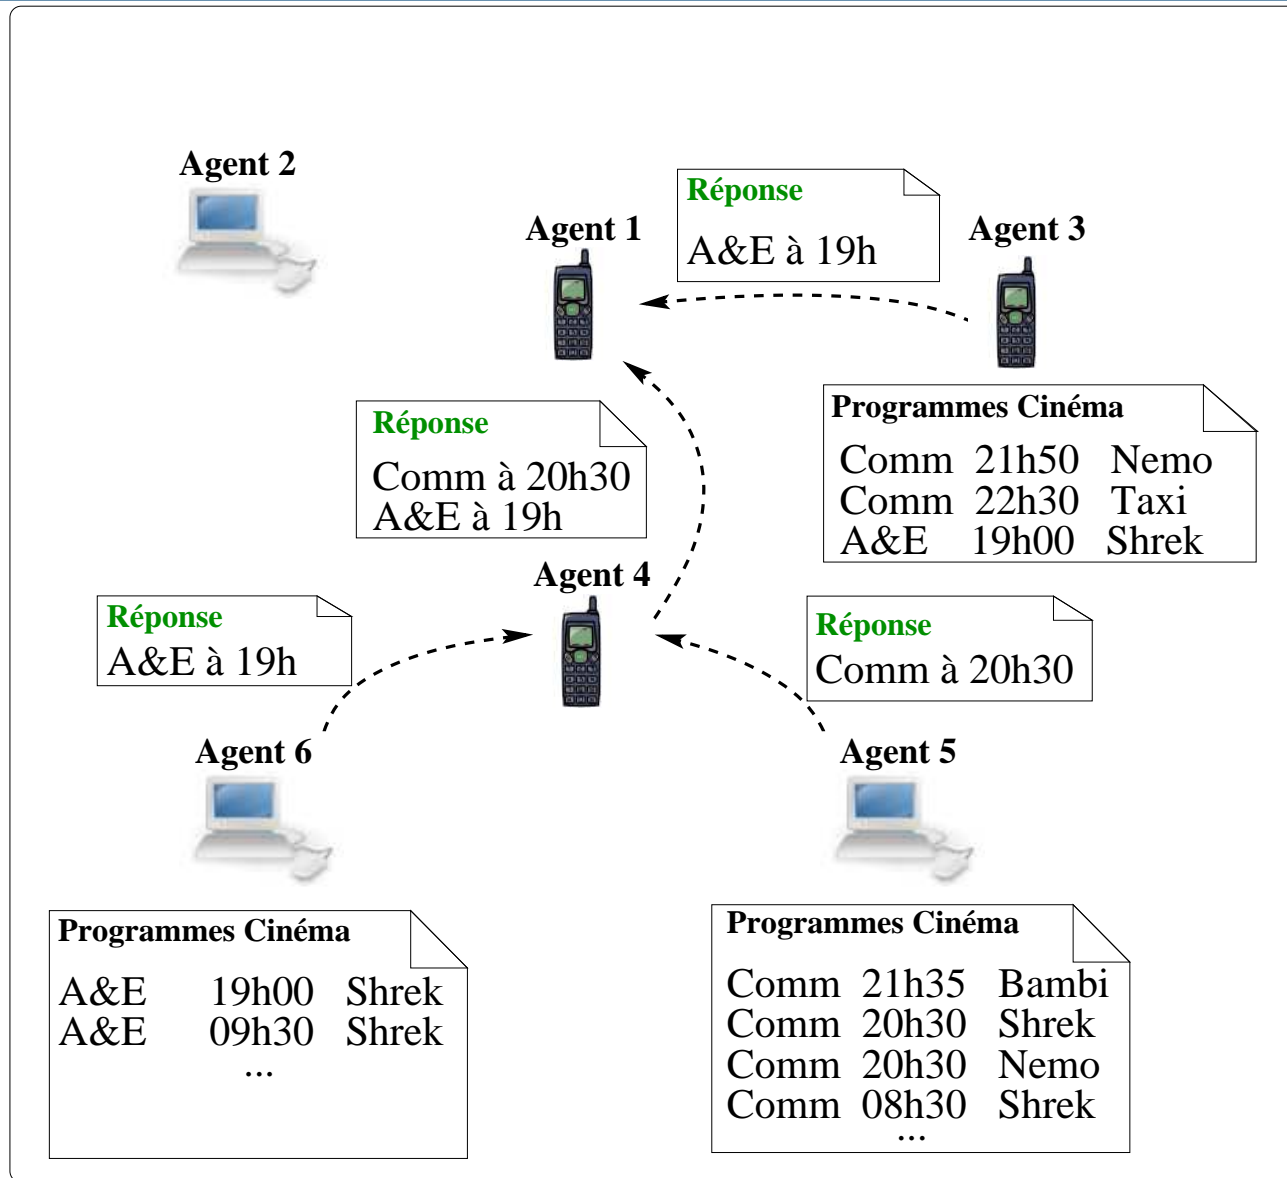 Agent 2
Agent 1
Réponse
A&E à 19h
Agent 3
Réponse
Comm à 20h30
A&E à 19h
Programmes Cinéma
Comm 21h50 Nemo
Comm 22h30 Taxi
A&E 19h00 Shrek
Agent 4
Réponse
A&E à 19h
Réponse
Comm à 20h30
Agent 6
Agent 5
Programmes Cinéma
A&E 19h00 Shrek
A&E 09h30 Shrek
...
Programmes Cinéma
Comm 21h35 Bambi
Comm 20h30 Shrek
Comm 20h30 Nemo
Comm 08h30 Shrek
...